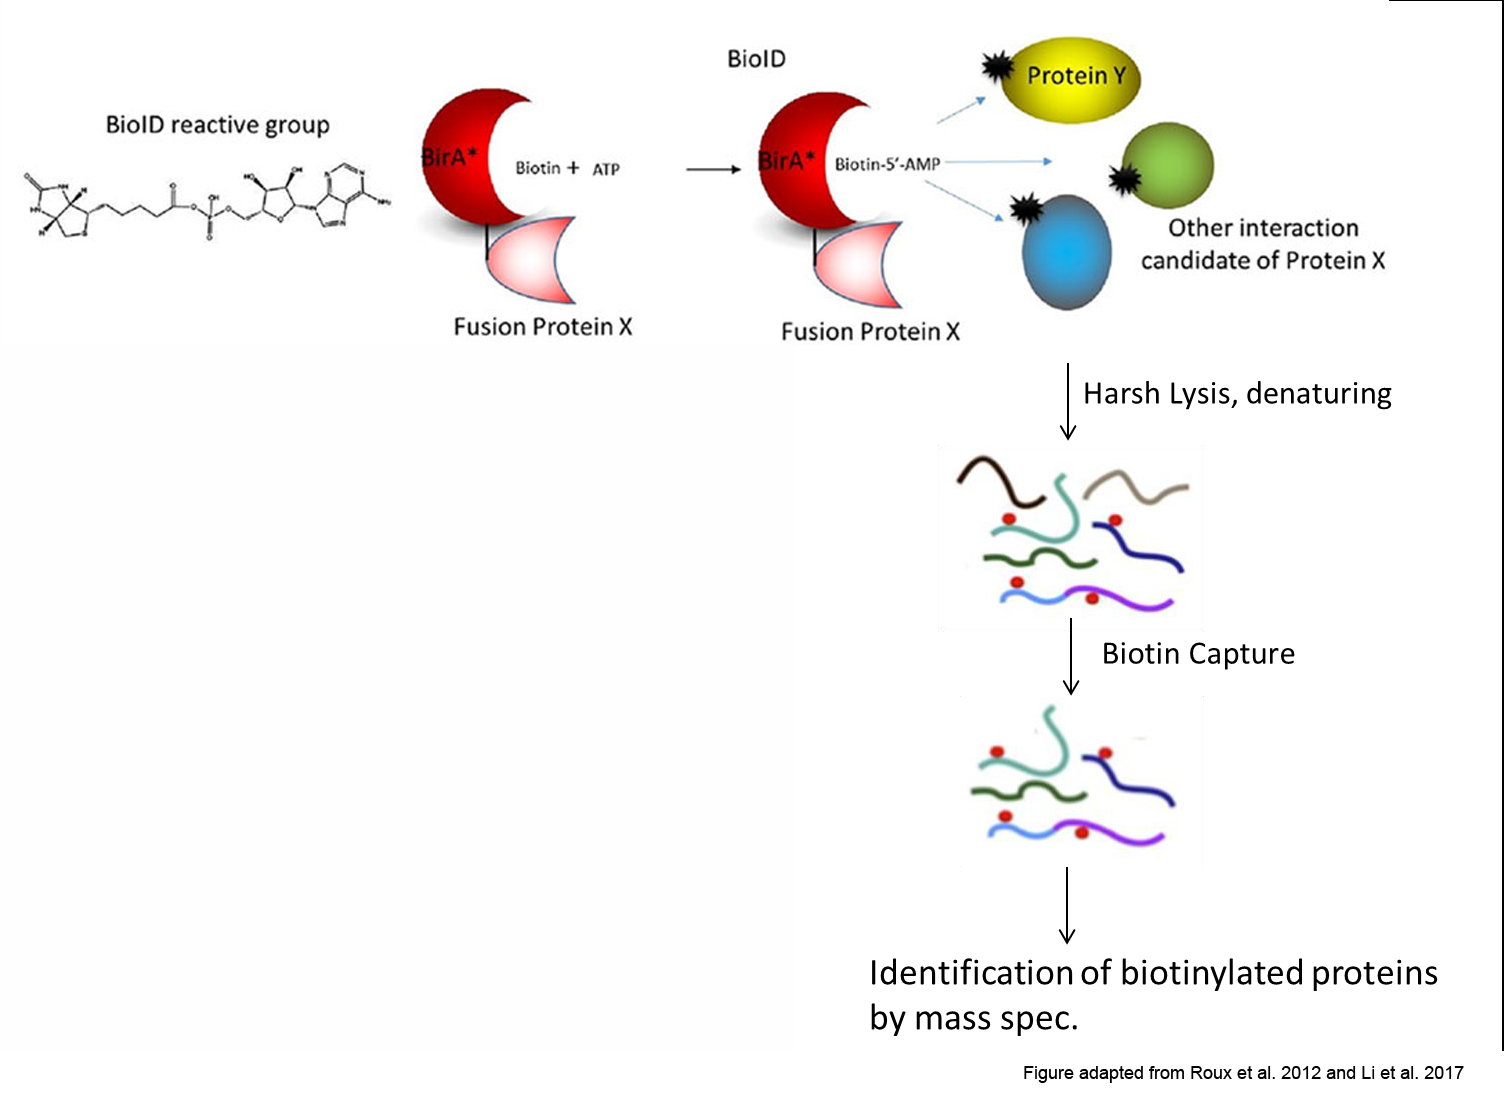 BioID
Protein Y
BioID reactive group
BirA*
Biotin + ATP
BirA*
Biotin-5'-AMP
Other interaction
candidate of Protein X
Fusion Protein X
Fusion Protein X
Harsh Lysis, denaturing
Biotin Capture
Identification of biotinylated proteins
by mass spec.
Figure adapted from Roux et al. 2012 and Li et al. 2017